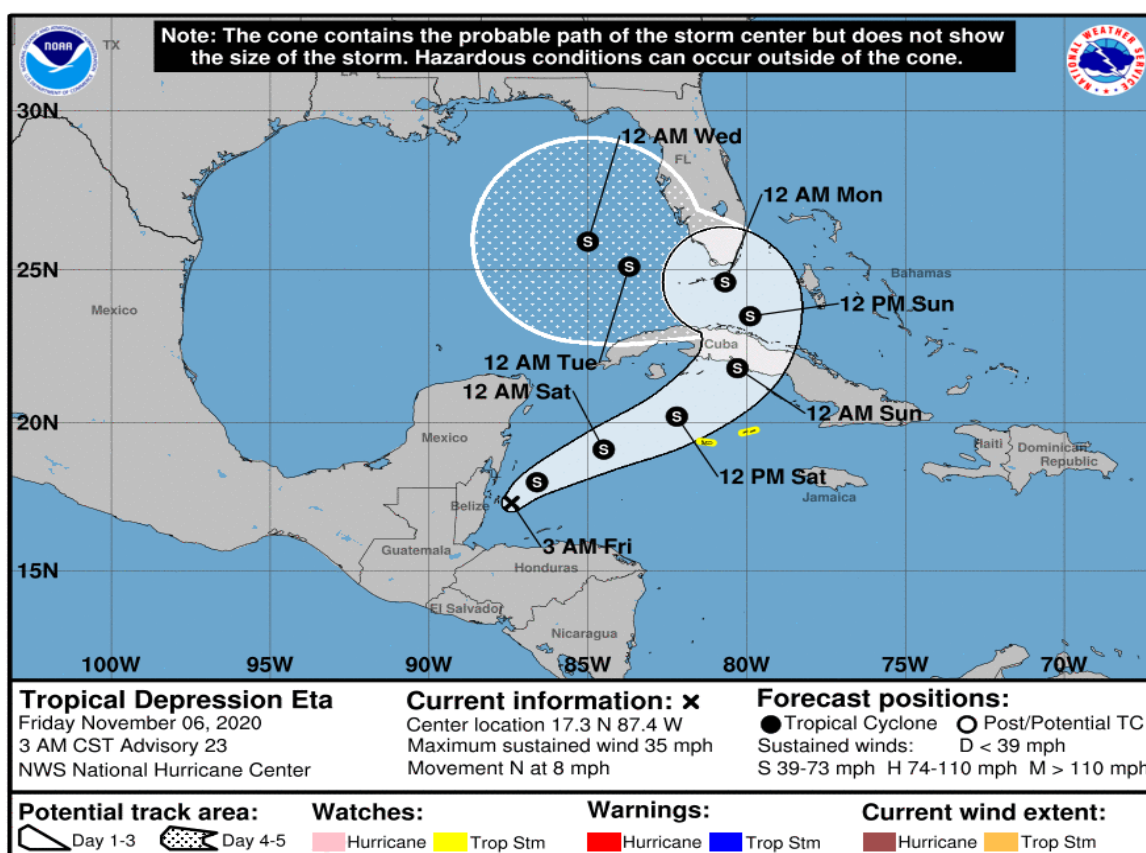 Note: The cone contains the probable path of the storm center but does not show
the size of the storm. Hazardous conditions can occur outside of the cone.
NOAA
NATIONAL WEATHER SERVICE
TX
LA
30N
12 AM Wed
FL
12 AM Mon
25N
Bahamas
Mexico
12 PM Sun
Cuba
12 AM Tue
12 AM Sat
12 AM Sun
20N
Mexico
Haiti
Dominican
Republic
12 PM Sat
Jamaica
Belize
3 AM Fri
Guatemala
15N
Honduras
El Salvador
Nicaragua
S
S
S
S
S
S
S
S
100W 95W 90W 85W 80W 75W 70W
Tropical Depression Eta
Friday November 06, 2020
3 AM CST Advisory 23
NWS National Hurricane Center
Current information: ×
Center location 17.3 N 87.4 W
Maximum sustained wind 35 mph
Movement N at 8 mph
Forecast positions:
Tropical Cyclone Post/Potential TC
Sustained winds: D < 39 mph
S 39-73 mph H 74-110 mph M > 110 mph
Potential track area:
Day 1-3 Day 4-5
Watches:
Hurricane Trop Stm
Warnings:
Hurricane Trop Stm
Current wind extent:
Hurricane Trop Stm